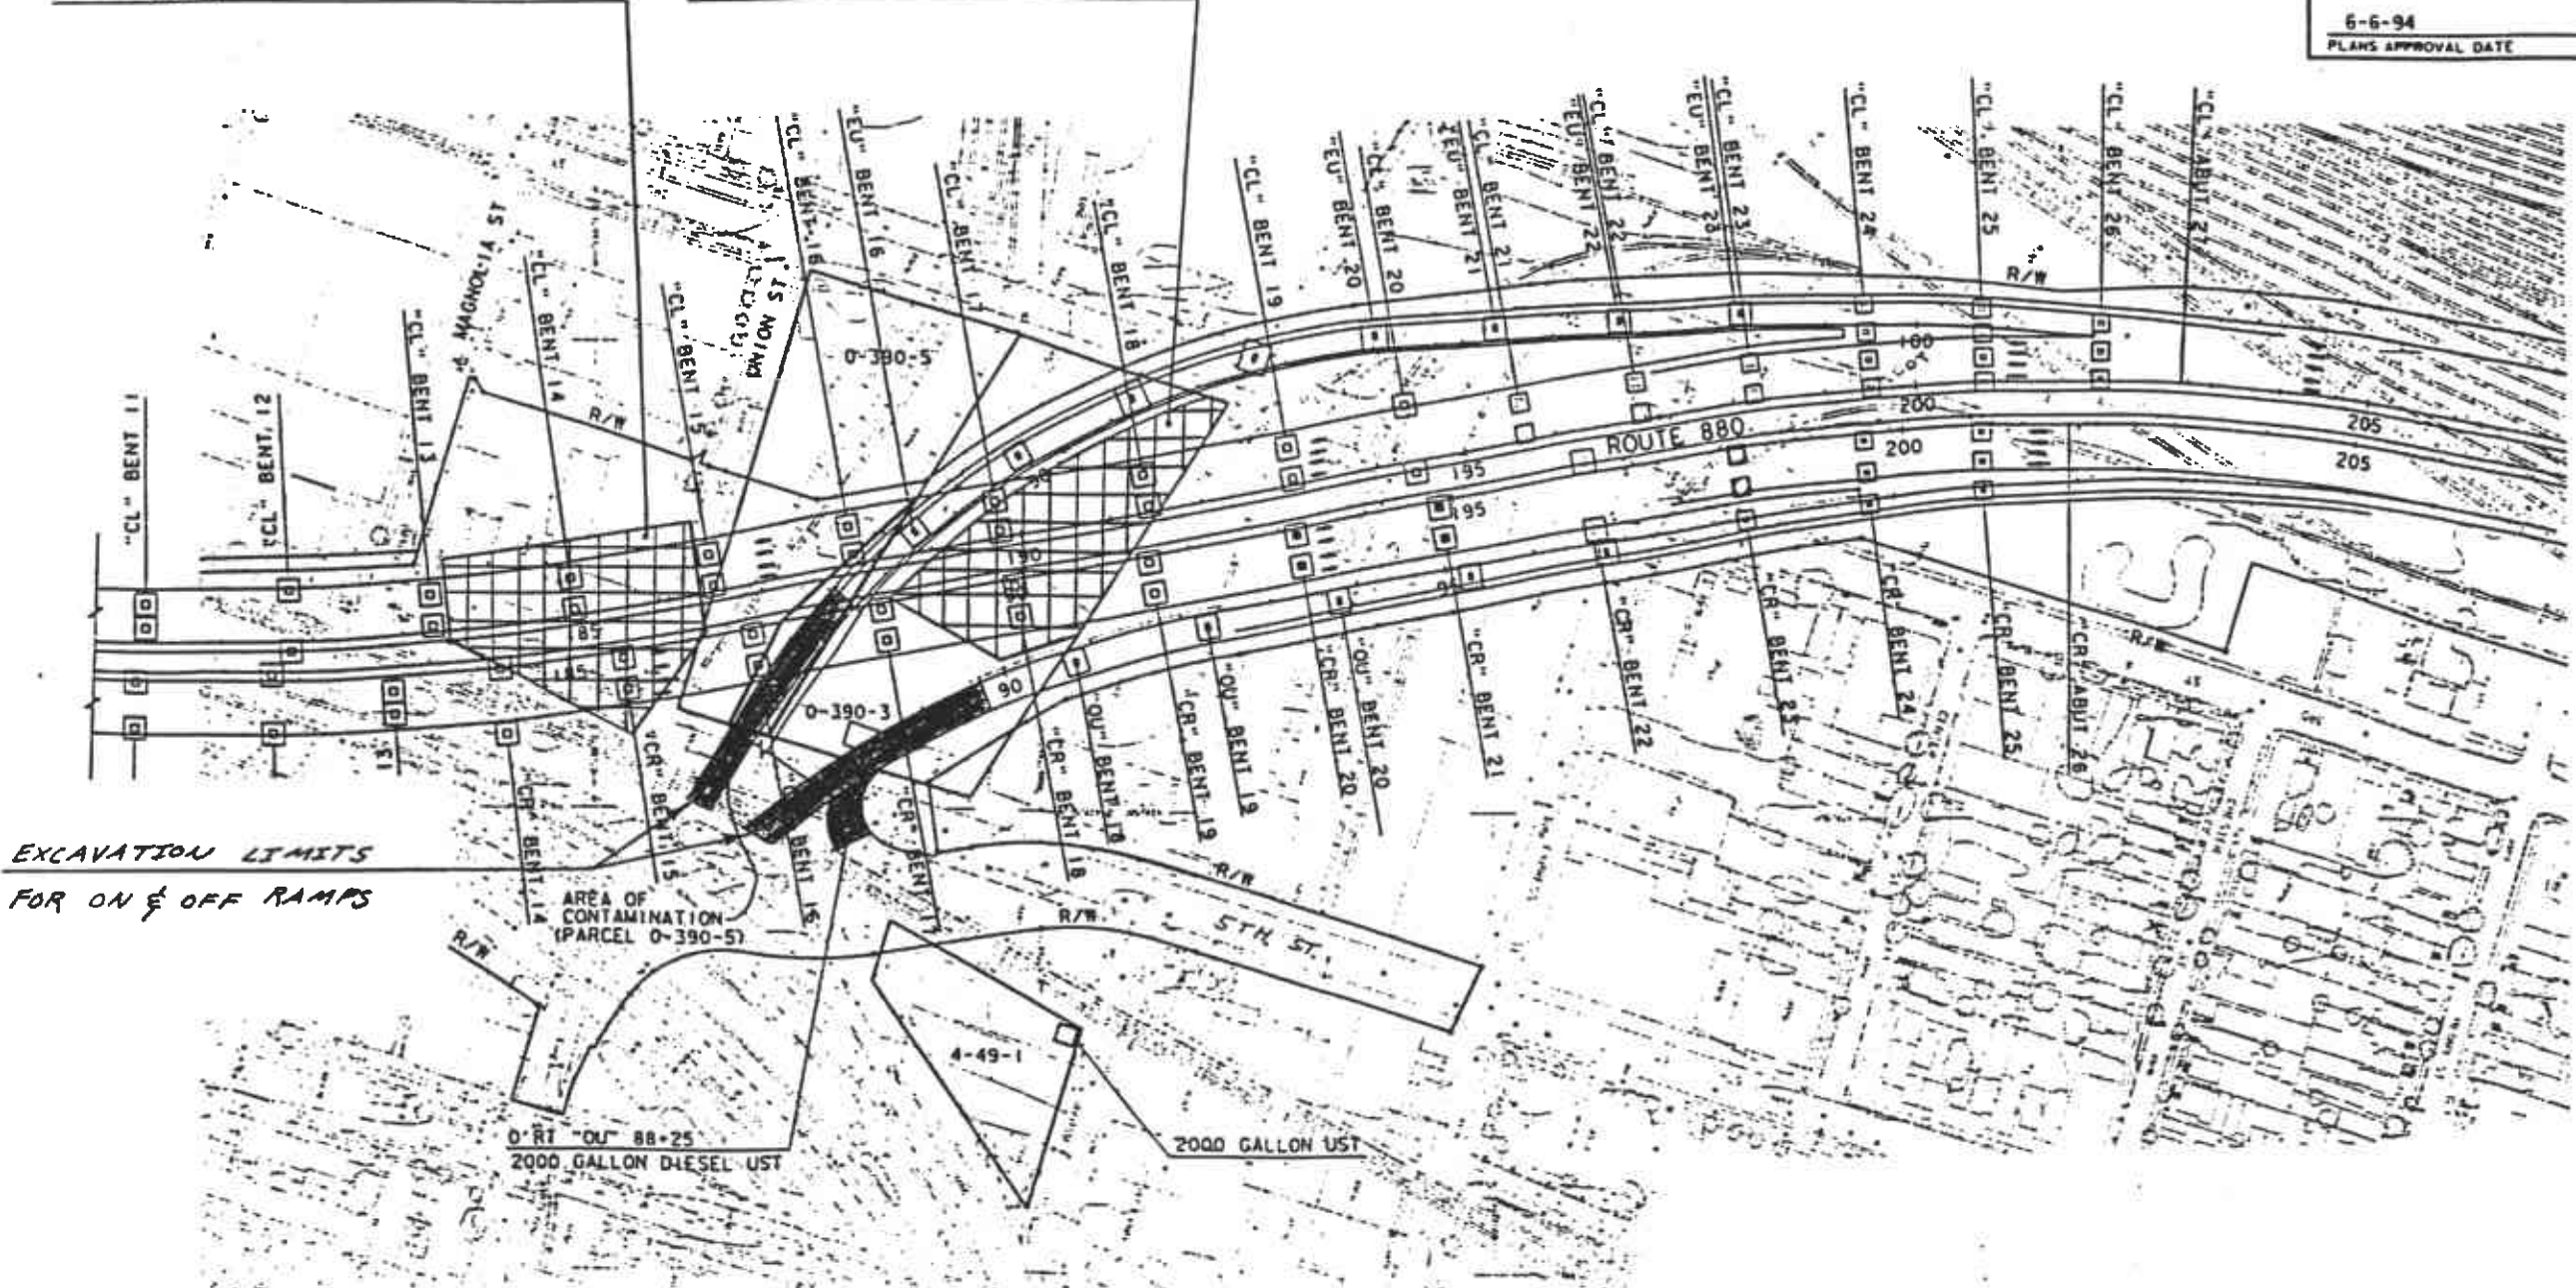 6-6-94
PLANS APPROVAL DATE
"CL" BENT 11
"CL" BENT 12
"CL" BENT 13
MAGNOLIA ST
"CL" BENT 14
"CL" BENT 15
UNION ST
"CL" BENT 16
"EU" BENT 16
"CL" BENT 17
"CL" BENT 18
"CL" BENT 19
"EU" BENT 20
"CL" BENT 20
"EU" BENT 21
"CL" BENT 21
"EU" BENT 22
"CL" BENT 22
"EU" BENT 23
"CL" BENT 23
"CL" BENT 24
"CL" BENT 25
"CL" BENT 26
"CL" ABUT 27
R/W
R/W
0-390-5
100
200
ROUTE 880
200
205
205
195
195
90
190
185
185
90
0-390-3
R/W
13
"CR" BENT 14
"CR" BENT 15
BENT 16
"CR" BENT 17
"CR" BENT 18
"OU" BENT 18
"CR" BENT 19
"OU" BENT 19
"CR" BENT 20
"OU" BENT 20
"CR" BENT 21
"CR" BENT 22
"CR" BENT 23
"CR" BENT 24
"CR" BENT 25
"CR" ABUT 26
EXCAVATION LIMITS
FOR ON & OFF RAMPS
AREA OF
CONTAMINATION
(PARCEL 0-390-5)
R/W
R/W
R/W
5TH ST.
4-49-1
0' RT "OU" 88+25
2000 GALLON DIESEL UST
2000 GALLON UST